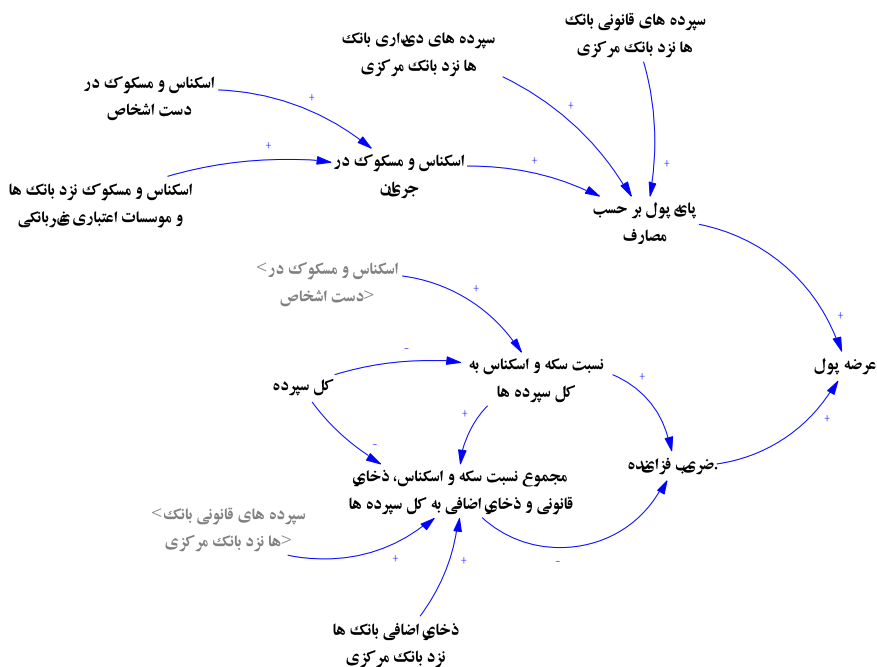 سپرده های قانونی بانک
ها نزد بانک مرکزی
سپرده های دیداری بانک
ها نزد بانک مرکزی
اسکناس و مسکوک در
دست اشخاص
+
+
+
اسکناس و مسکوک در
جریان
+
+
اسکناس و مسکوک نزد بانک ها
و موسسات اعتباری غیربانکی
پایه پول بر حسب
مصارف
<اسکناس و مسکوک در
دست اشخاص>
+
+
عرضه پول
نسبت سکه و اسکناس به
کل سپرده ها
-
کل سپرده
+
+
+
-
ضریب فزاینده.
مجموع نسبت سکه و اسکناس، ذخایر
قانونی و ذخایر اضافی به کل سپرده ها
<سپرده های قانونی بانک
ها نزد بانک مرکزی>
+
+
-
ذخایر اضافی بانک ها
نزد بانک مرکزی